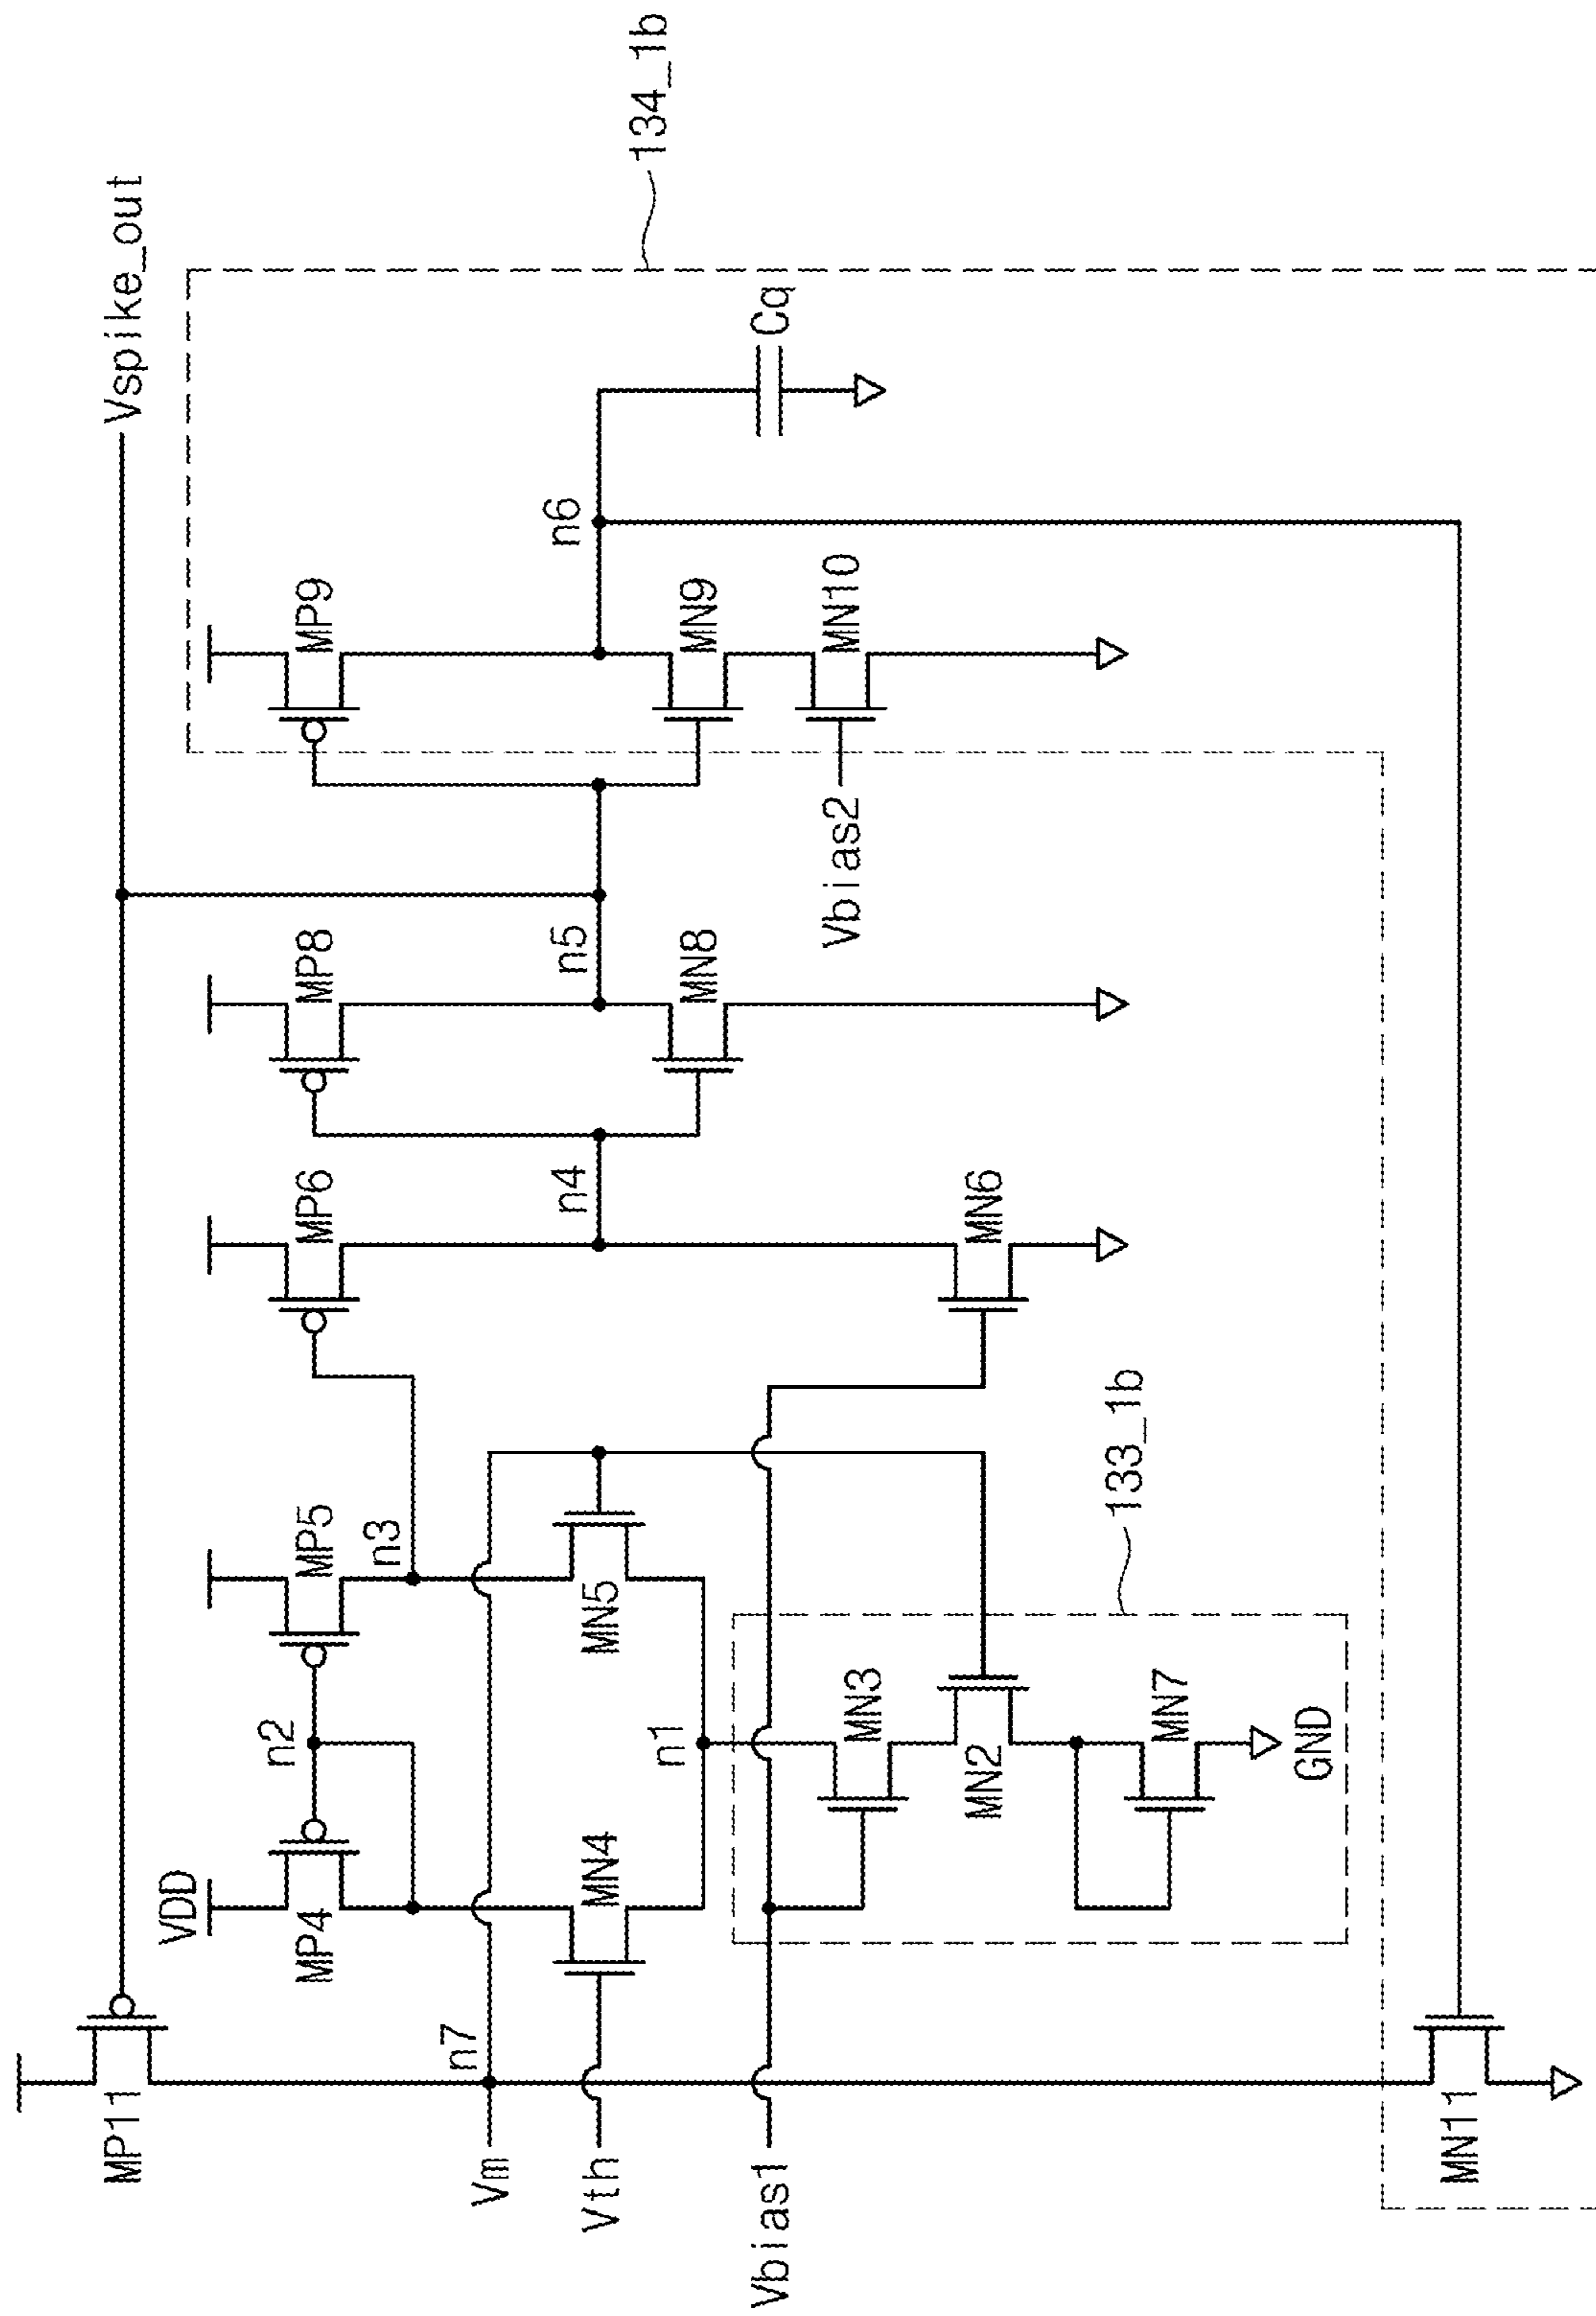 Vspike_out
134_1b
MP11
VDD
MP4
n2
MP5
n3
MP6
MP8
MP9
n7
Vm
Vth
MN4
MN5
n4
n5
n6
MN8
MN9
Cq
Vbias1
n1
MN3
MN2
MN7
GND
133_1b
MN6
Vbias2
MN10
MN11